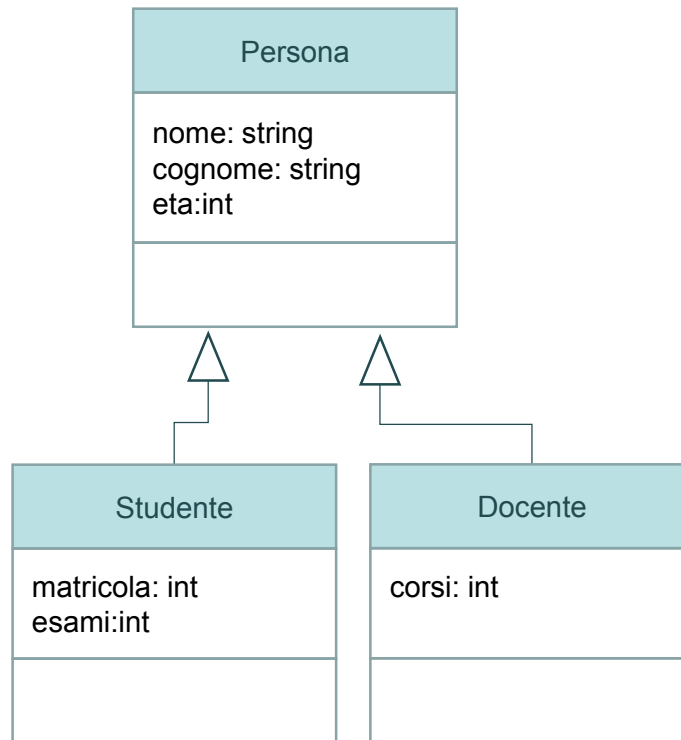 Persona
nome: string
cognome: string
eta:int
Studente
matricola: int
esami:int
Docente
corsi: int